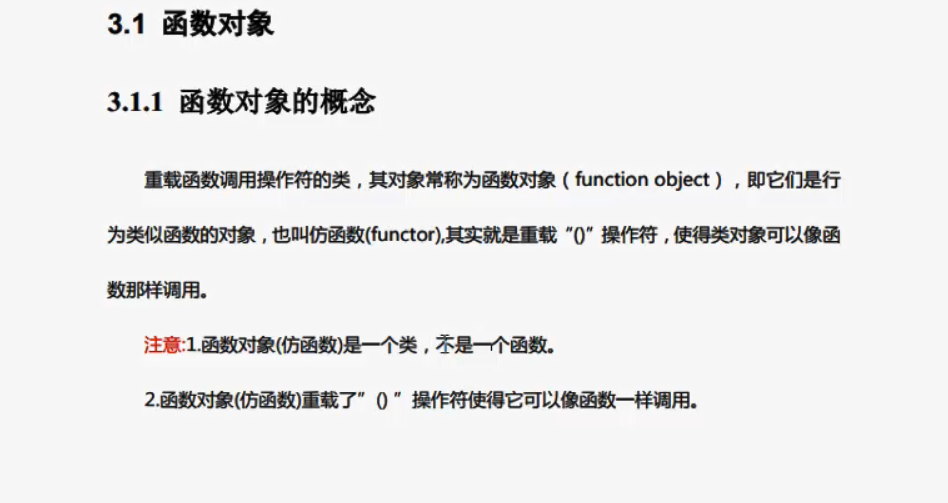 3.1 函数对象
3.1.1 函数对象的概念
重载函数调用操作符的类，其对象常称为函数对象（function object），即它们是行
为类似函数的对象，也叫仿函数(functor),其实就是重载“()”操作符，使得类对象可以像函
数那样调用。
注意:1.函数对象(仿函数)是一个类，不是一个函数。
2.函数对象(仿函数)重载了”() ”操作符使得它可以像函数一样调用。